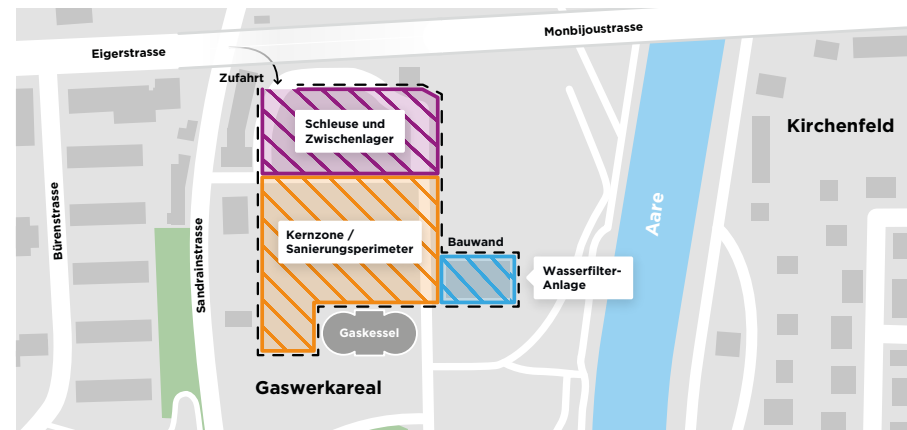 Monbijoustrasse
Eigerstrasse
Zufahrt
Schleuse und
Zwischenlager
Kirchenfeld
Bürenstrasse
Sandrainstrasse
Aare
Kernzone /
Sanierungsperimeter
Bauwand
Wasserfilter-
Anlage
Gaskessel
Gaswerkareal